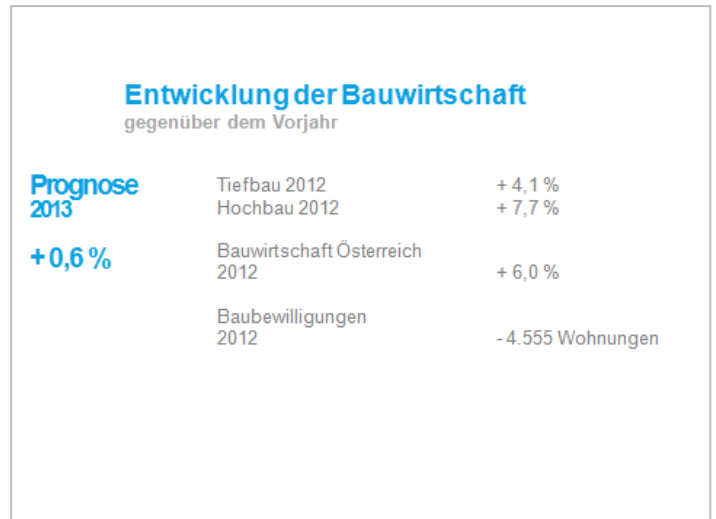 Entwicklung der Bauwirtschaft
gegenüber dem Vorjahr
Prognose
2013
+ 0,6 %
Tiefbau 2012 + 4,1 %
Hochbau 2012 + 7,7 %
Bauwirtschaft Österreich
2012 + 6,0 %
Baubewilligungen
2012 - 4.555 Wohnungen